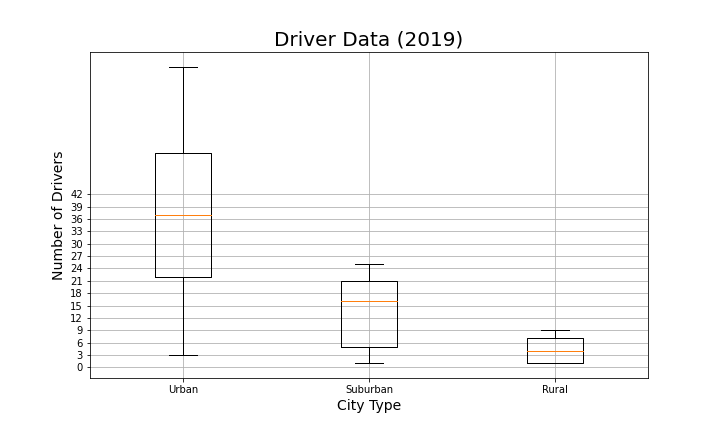 Driver Data (2019)
Number of Drivers
42
39
36
33
30
27
24
21
18
15
12
9
6
3
0
Urban
Suburban
Rural
City Type